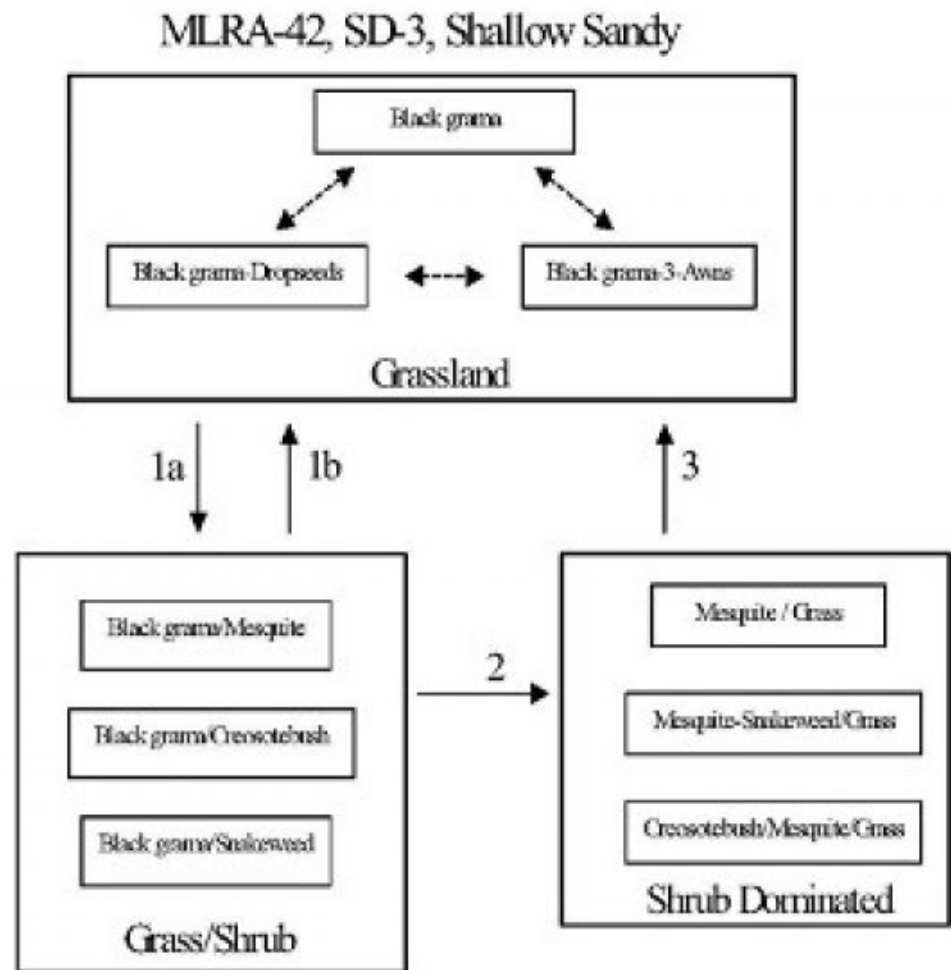 MLRA-42, SD-3, Shallow Sandy
Black grama
Black grama-Dropseeds
Black grama-3-Awns
Grassland
1a
1b
3
Black grama/Mesquite
Black grama/Creosotebush
Black grama/Snakeweed
Grass/Shrub
2
Mesquite / Grass
Mesquite-Snakeweed/Grass
Creosotebush/Mesquite/Grass
Shrub Dominated